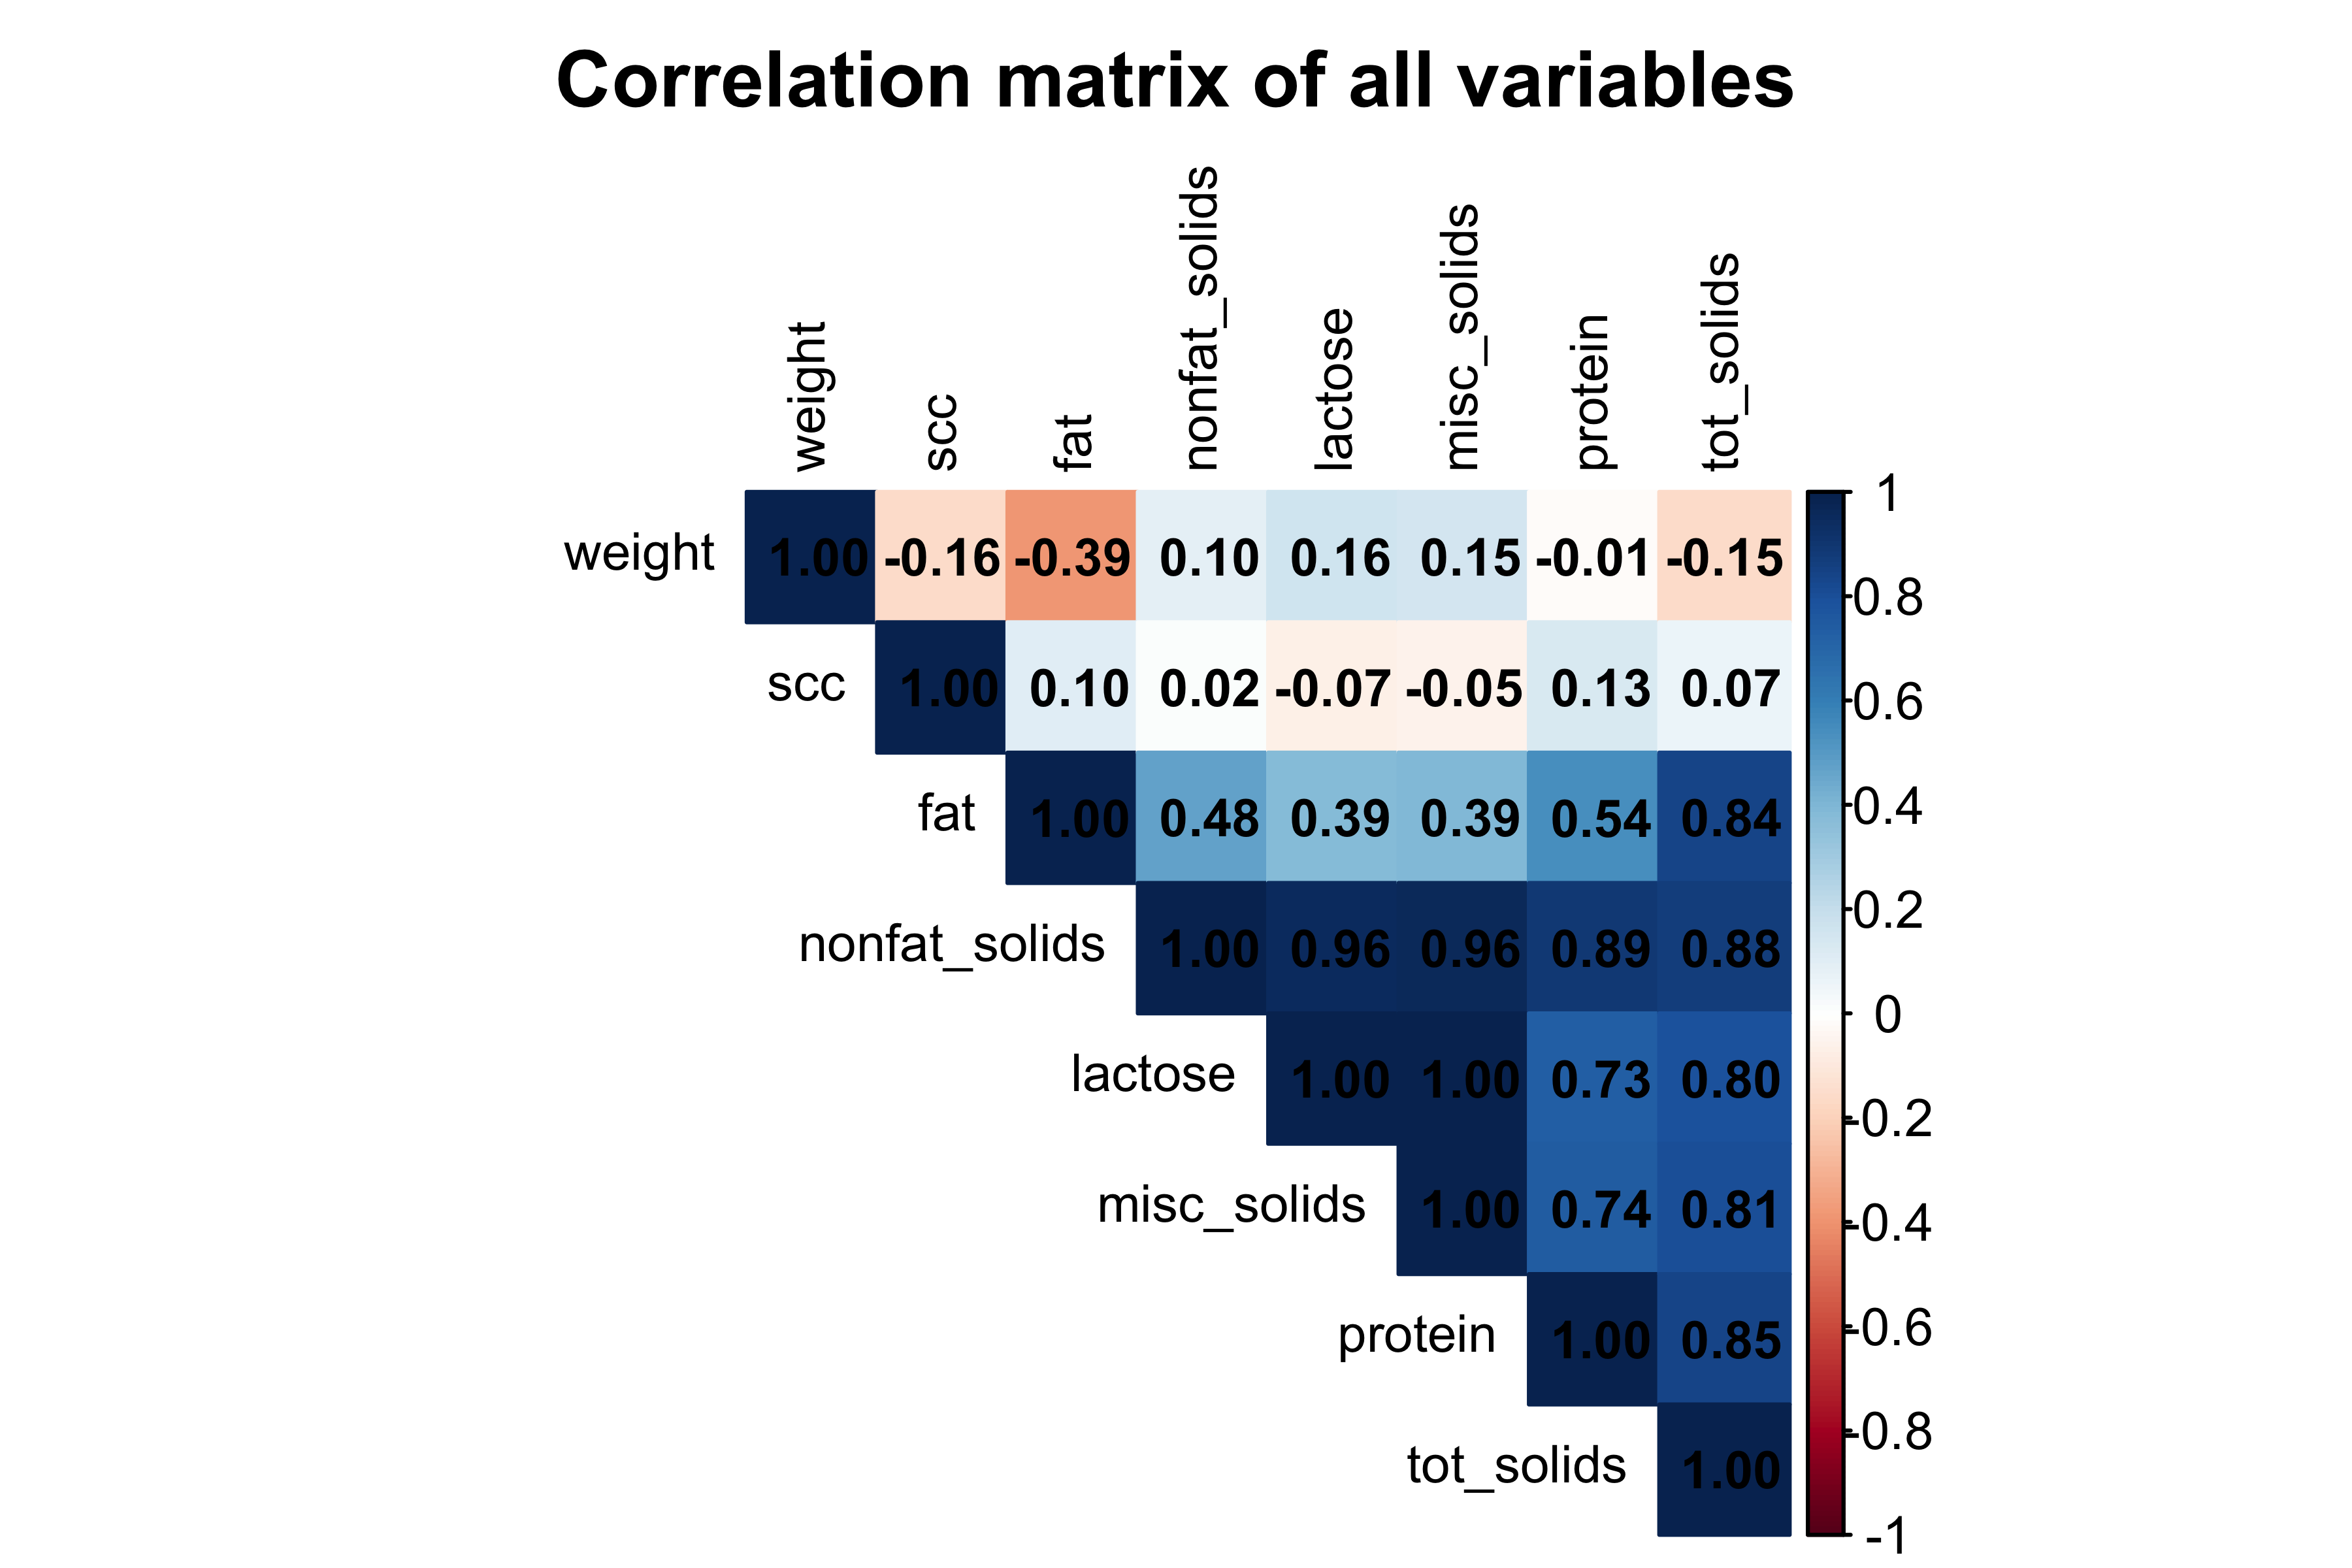 Correlation matrix of all variables
weight scc fat nonfat_solids lactose misc_solids protein tot_solids
weight 1.00 -0.16 -0.39 0.10 0.16 0.15 -0.01 -0.15
scc 1.00 0.10 0.02 -0.07 -0.05 0.13 0.07
fat 1.00 0.48 0.39 0.39 0.54 0.84
nonfat_solids 1.00 0.96 0.96 0.89 0.88
lactose 1.00 1.00 0.73 0.80
misc_solids 1.00 0.74 0.81
protein 1.00 0.85
tot_solids 1.00
1
0.8
0.6
0.4
0.2
0
-0.2
-0.4
-0.6
-0.8
-1